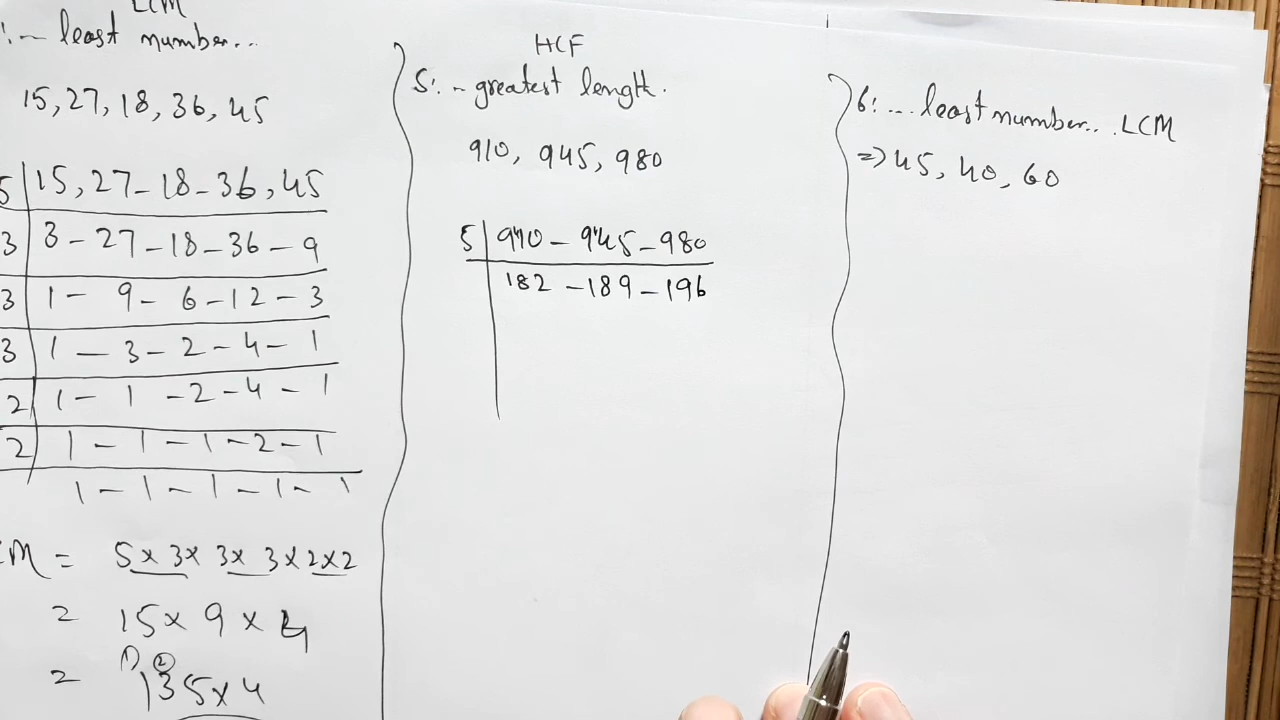 LCM
:- least number...
15, 27, 18, 36, 45
5 | 15, 27 - 18 - 36, 45
3 | 3 - 27 - 18 - 36 - 9
3 | 1 - 9 - 6 - 12 - 3
3 | 1 - 3 - 2 - 4 - 1
2 | 1 - 1 - 2 - 4 - 1
2 | 1 - 1 - 1 - 2 - 1
1 - 1 - 1 - 1 - 1
CM = 5 x 3 x 3 x 3 x 2 x 2
= 15 x 9 x 4
1) 2
= 135 x 4
HCF
5:- greatest length.
910, 945, 980
5 | 910 - 945 - 980
182 - 189 - 196
6:... least number... LCM
=> 45, 40, 60